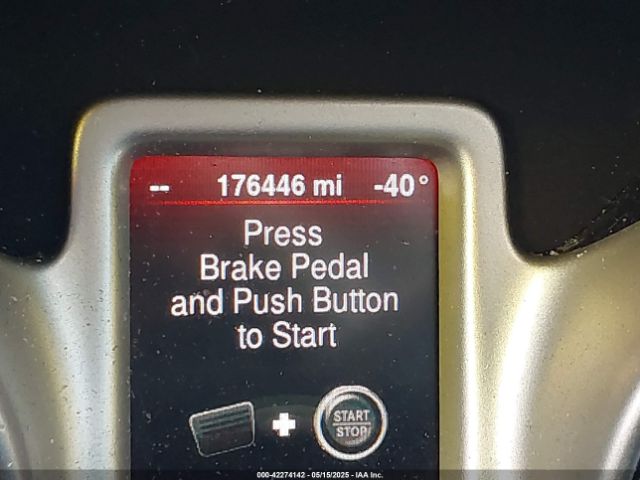 -- 176446 mi -40°
Press
Brake Pedal
and Push Button
to Start
START
STOP
000-42274142 - 05/15/2025 - IAA Inc.